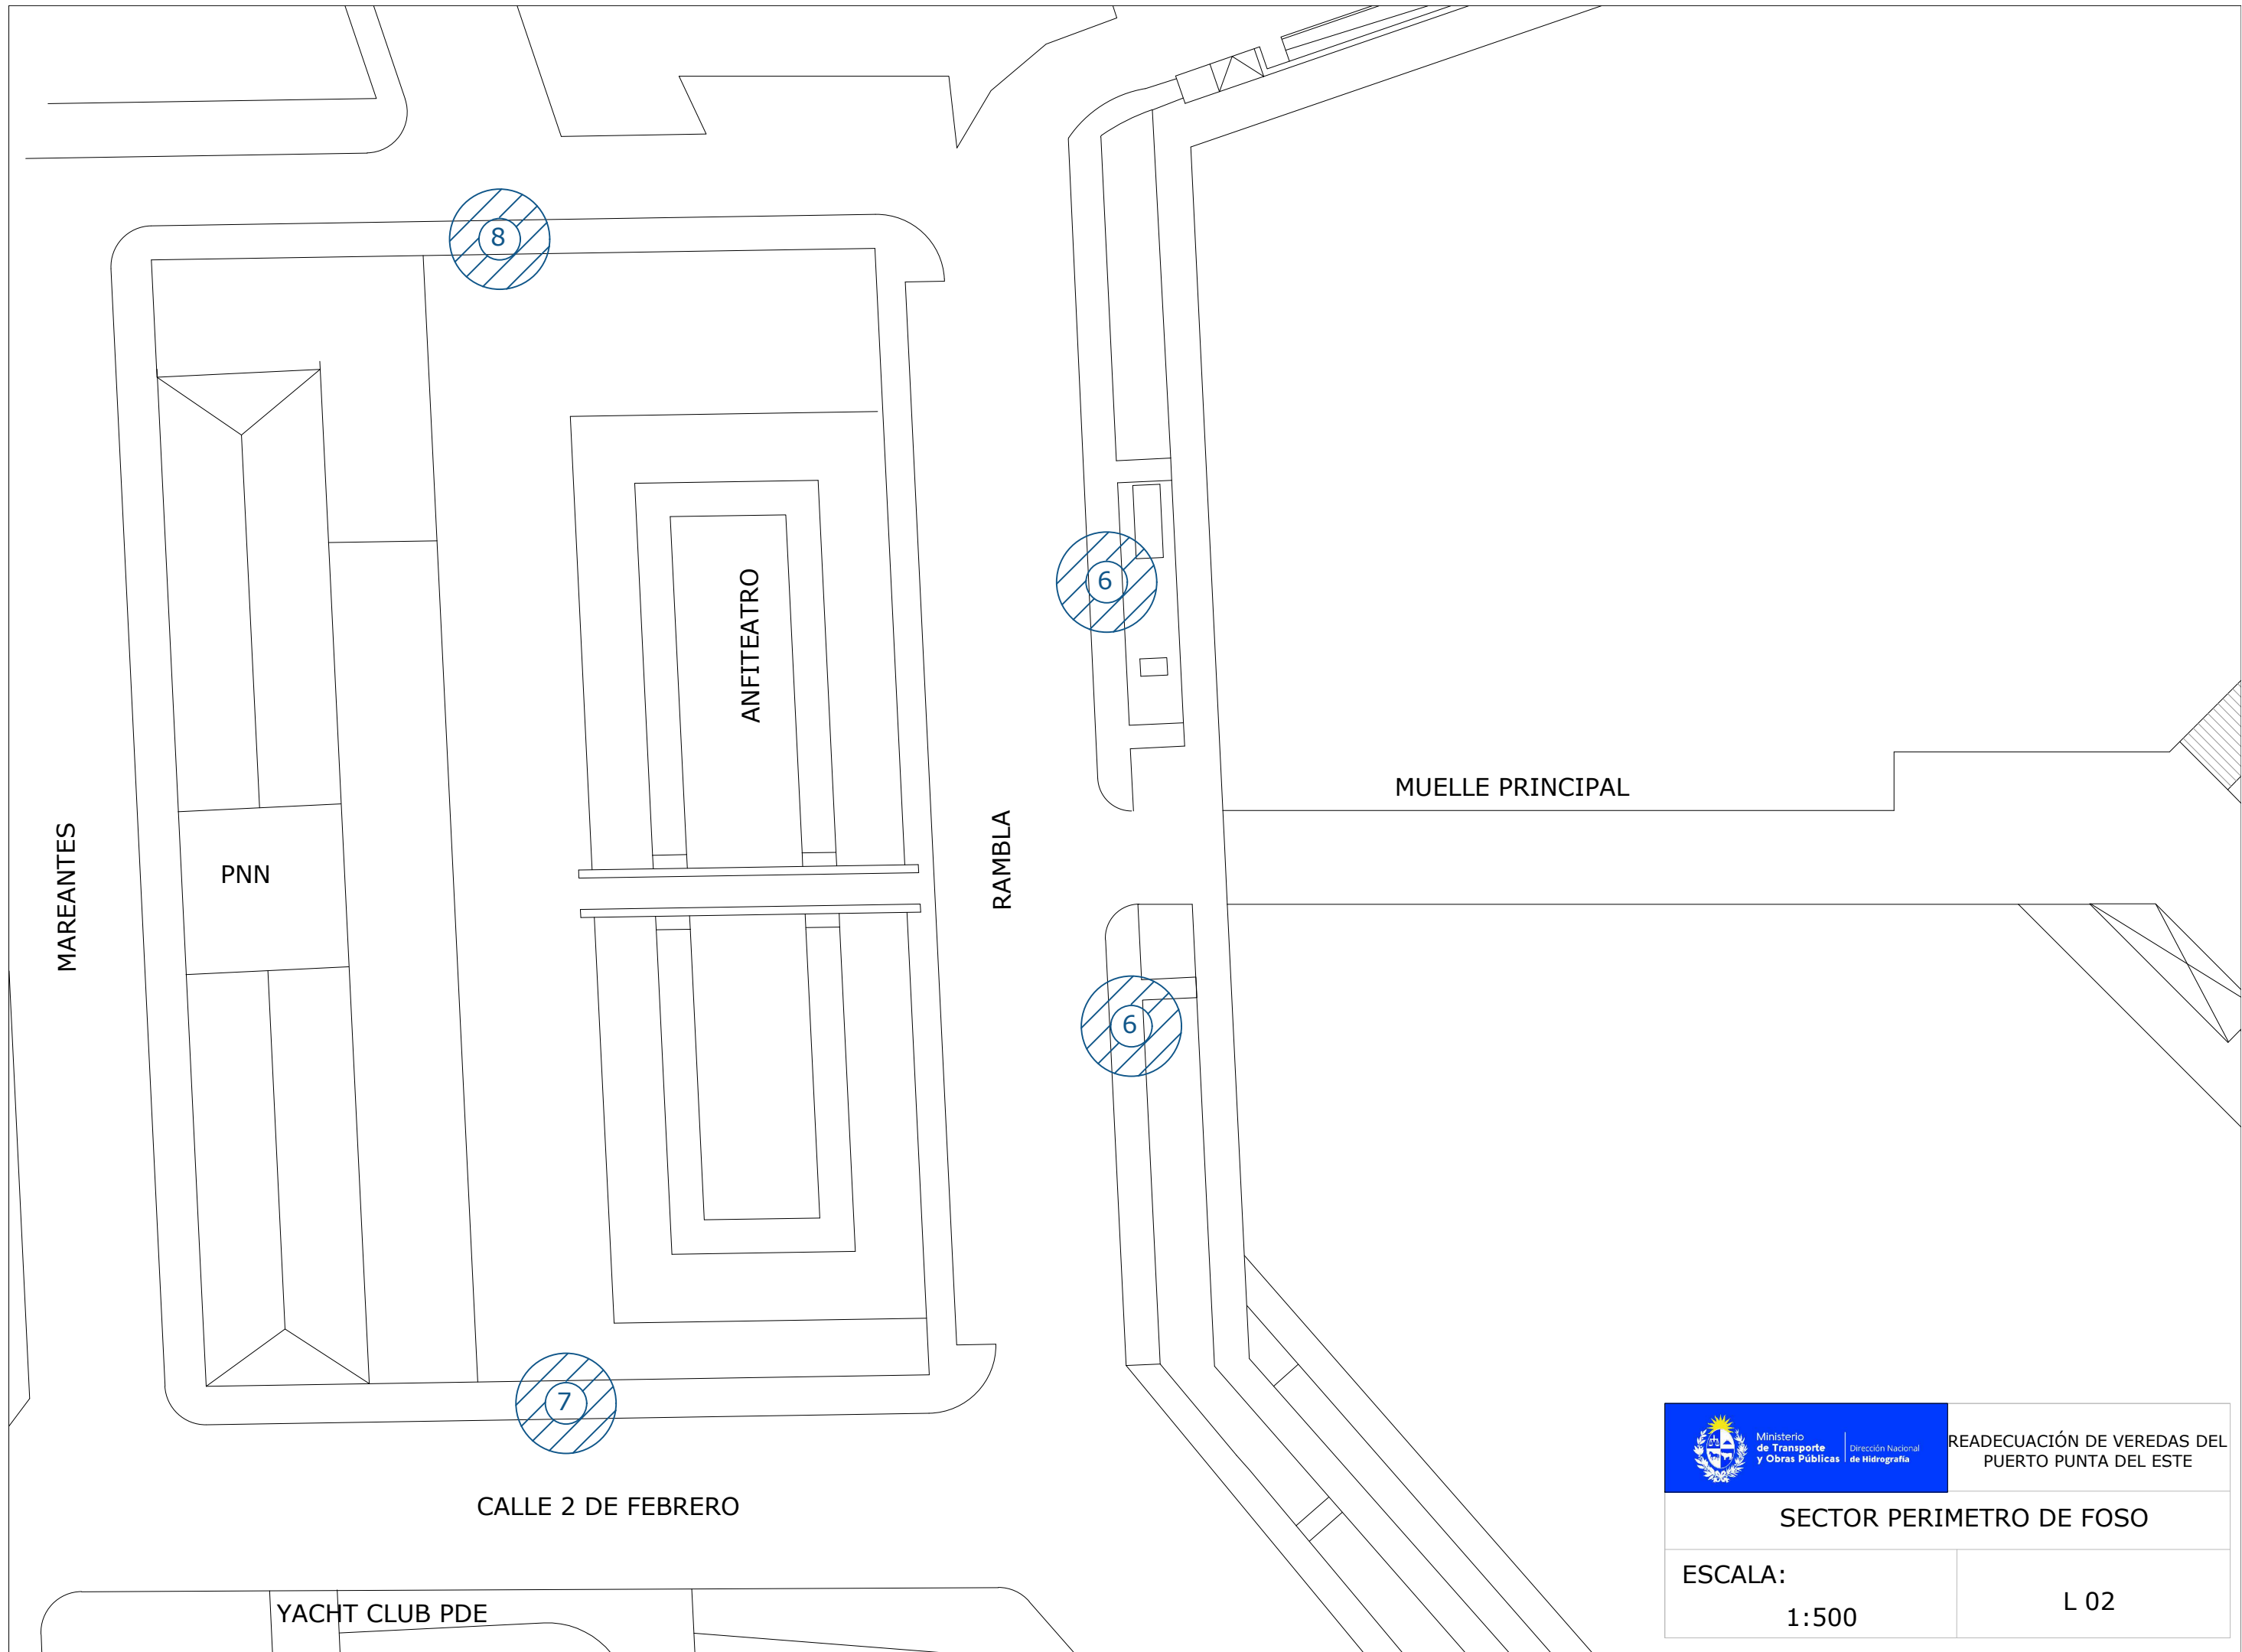 8
6
ANFITEATRO
MUELLE PRINCIPAL
RAMBLA
MAREANTES
PNN
6
7
CALLE 2 DE FEBRERO
YACHT CLUB PDE
Ministerio
de Transporte
y Obras Públicas
Dirección Nacional
de Hidrografía
READECUACIÓN DE VEREDAS DEL
PUERTO PUNTA DEL ESTE
SECTOR PERIMETRO DE FOSO
ESCALA:
1:500
L 02